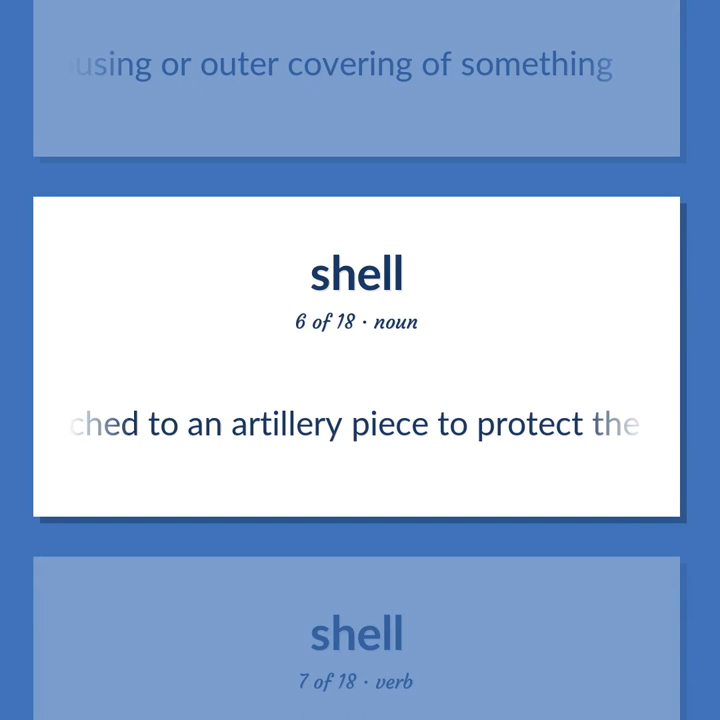 using or outer covering of something
shell
6 of 18 · noun
ched to an artillery piece to protect the
shell
7 of 18 · verb